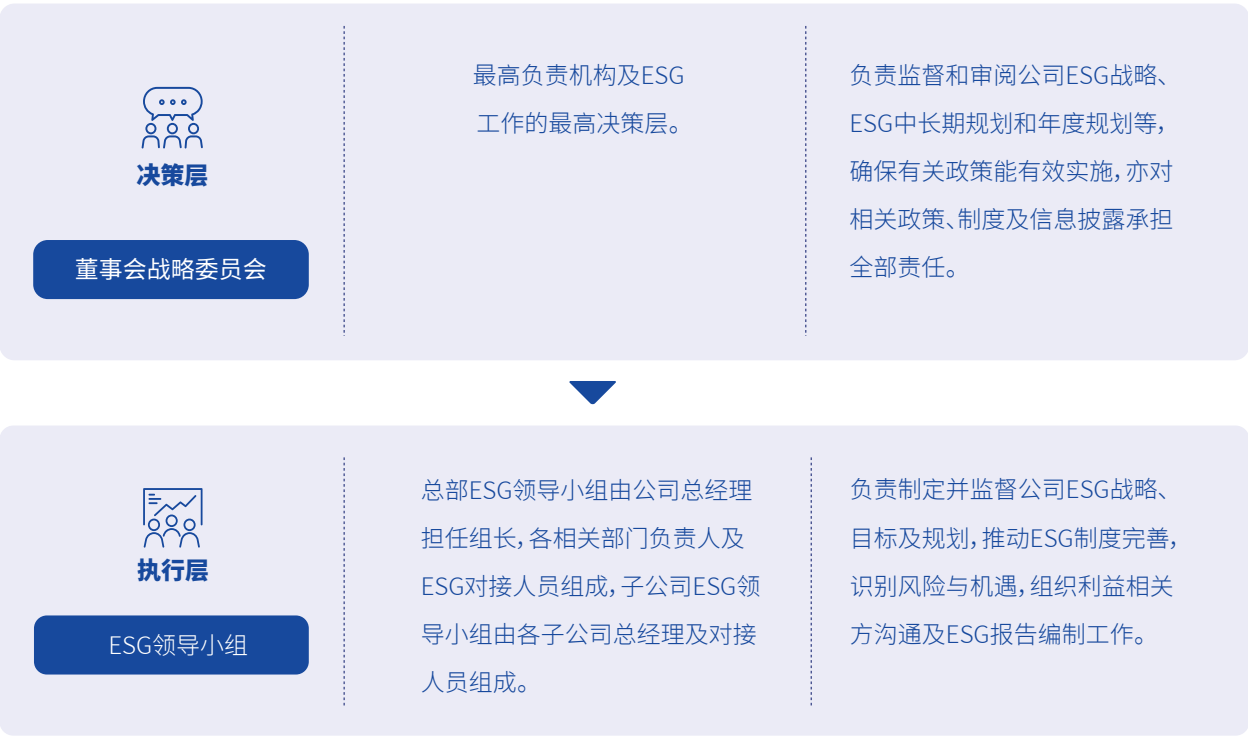 决策层
董事会战略委员会
最高负责机构及ESG
工作的最高决策层。
负责监督和审阅公司ESG战略、
ESG中长期规划和年度规划等，
确保有关政策能有效实施，亦对
相关政策、制度及信息披露承担
全部责任。
执行层
ESG领导小组
总部ESG领导小组由公司总经理
担任组长，各相关部门负责人及
ESG对接人员组成，子公司ESG领
导小组由各子公司总经理及对接
人员组成。
负责制定并监督公司ESG战略、
目标及规划，推动ESG制度完善，
识别风险与机遇，组织利益相关
方沟通及ESG报告编制工作。